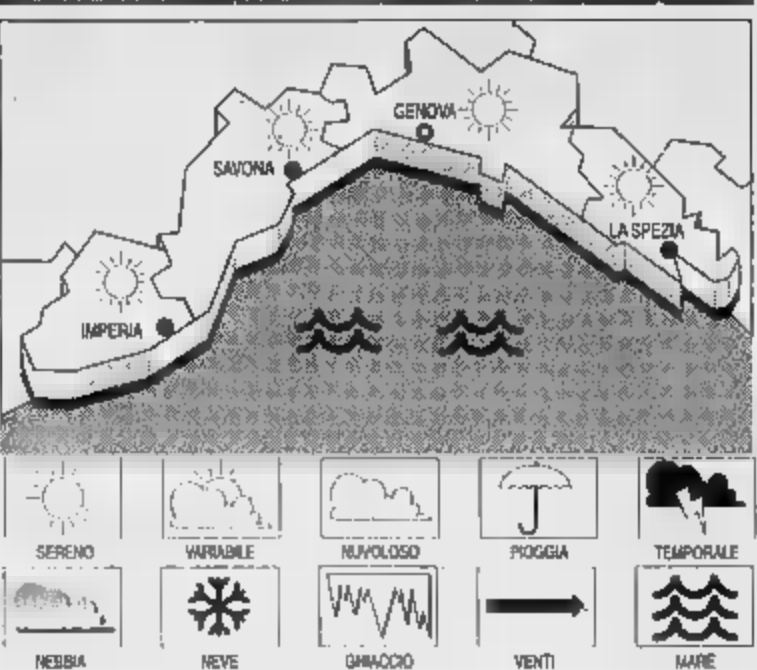 GENOVA
SAVONA
LA SPEZIA
IMPERIA
SERENO
VARIABILE
NUVOLOSO
PIOGGIA
TEMPORALE
NEBBIA
NEVE
GHIACCIO
VENTI
MARE